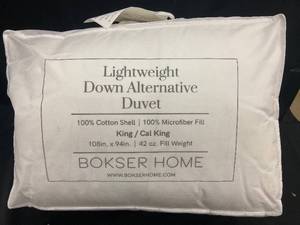 Lightweight
Down Alternative
Duvet
100% Cotton Shell | 100% Microfiber Fill
King / Cal King
108in. x 94in. | 42 oz. Fill Weight
BOKSER HOME
WWW.BOKSERHOME.COM